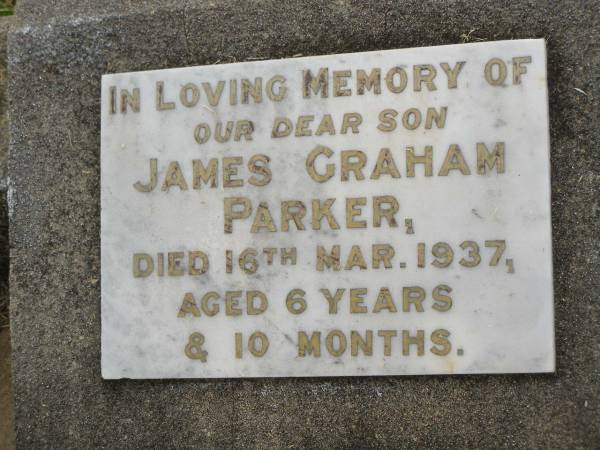 IN LOVING MEMORY OF
OUR DEAR SON
JAMES GRAHAM
PARKER,
DIED 16TH MAR. 1937,
AGED 6 YEARS
& 10 MONTHS.